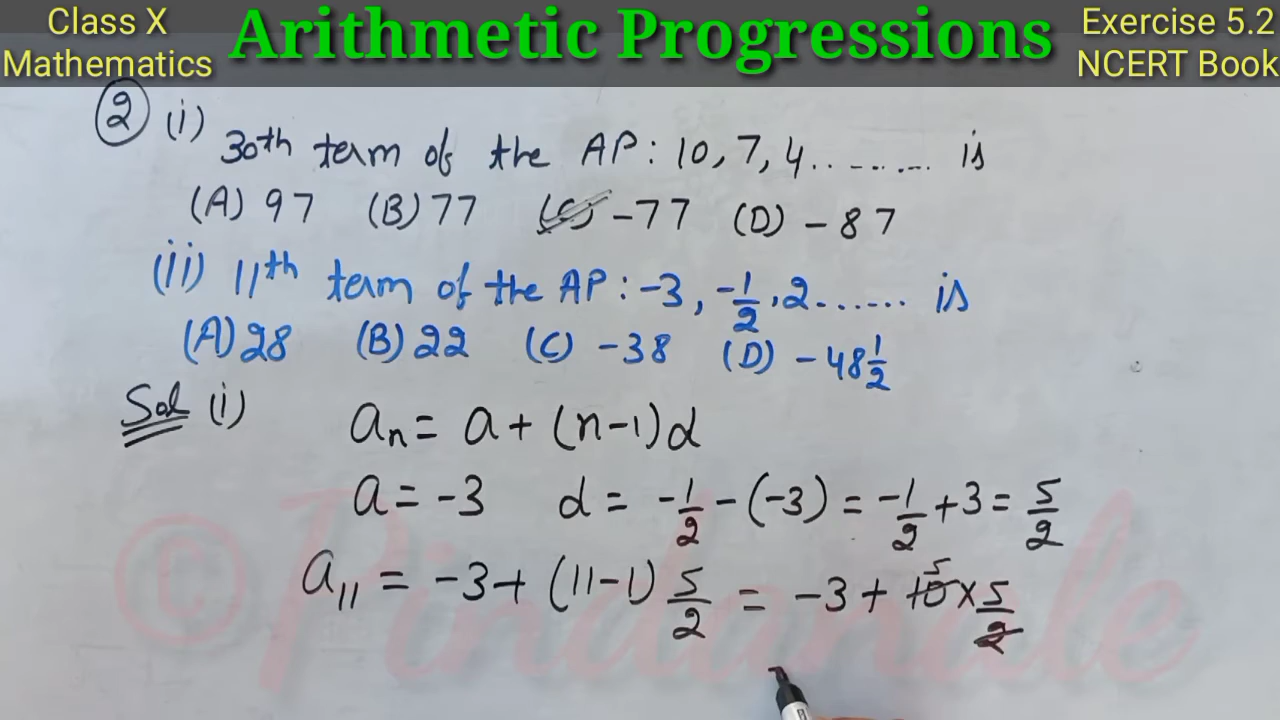 Class X
Mathematics
Arithmetic Progressions
Exercise 5.2
NCERT Book
② (i) 30th term of the AP : 10, 7, 4 ......... is
(A) 97 (B) 77 (C) -77 (D) - 87
(ii) 11th term of the AP : -3, -1/2, 2 ...... is
(A) 28 (B) 22 (C) -38 (D) - 48 1/2
Sol (i) an = a + (n-1)d
a = -3 d = -1/2 - (-3) = -1/2 + 3 = 5/2
a11 = -3 + (11-1) 5/2 = -3 + 10 5 × 5/2
©Pindanale